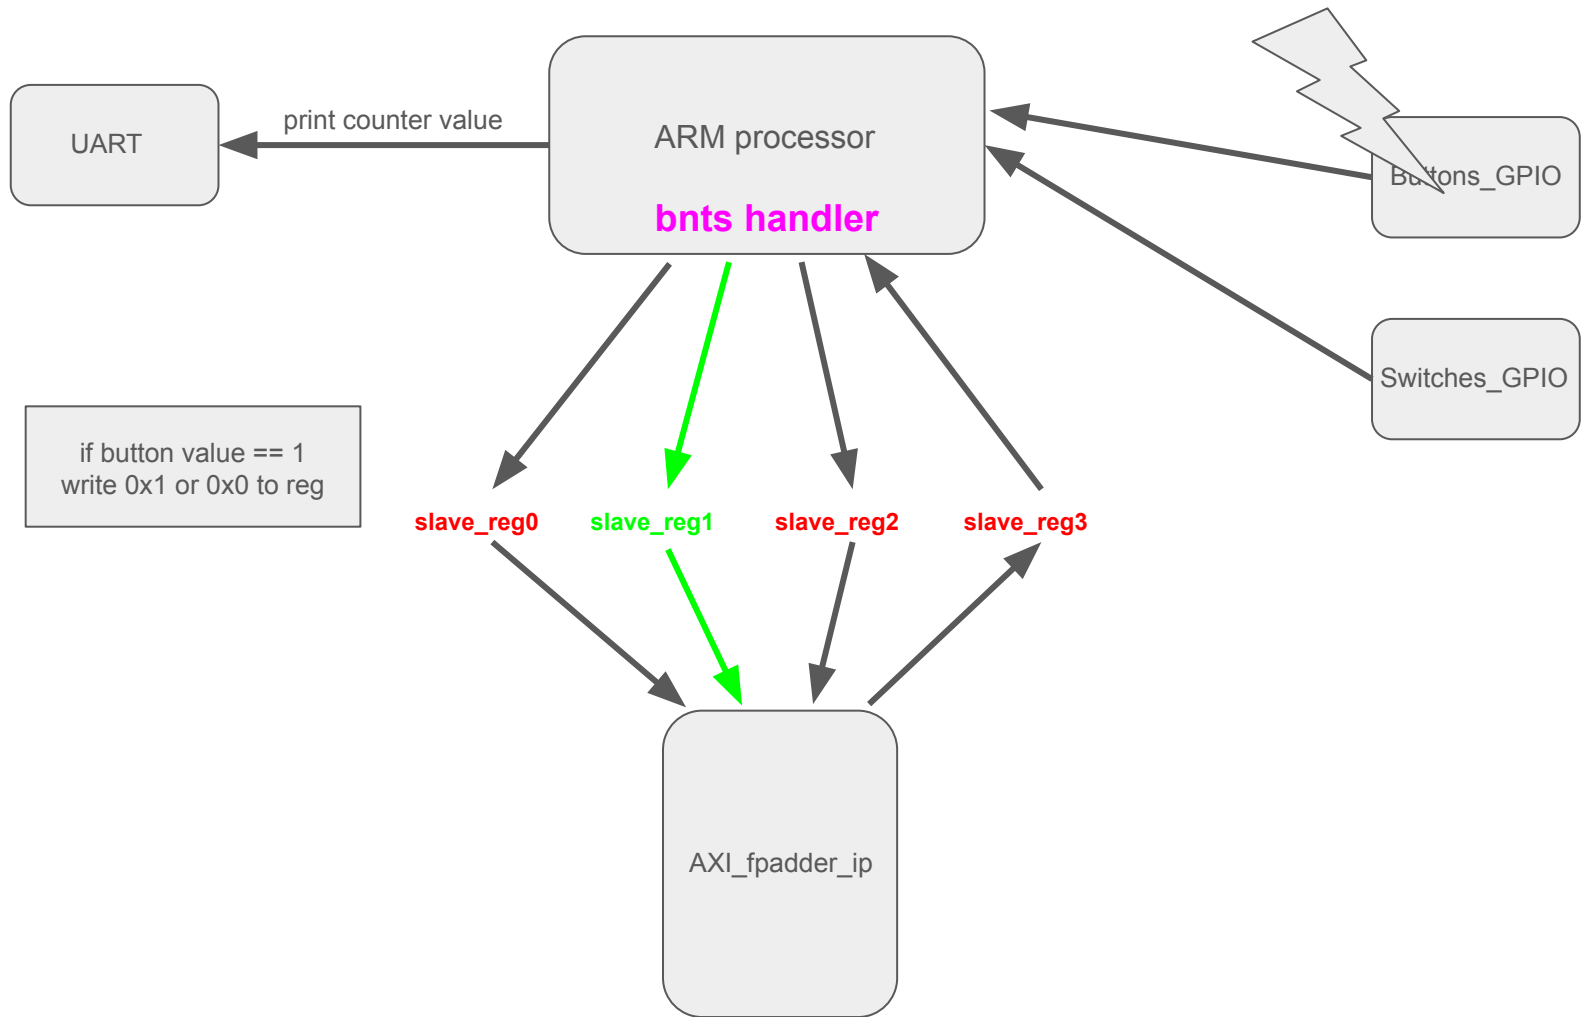 UART
print counter value
ARM processor
bnts handler
Buttons_GPIO
Switches_GPIO
if button value == 1
write 0x1 or 0x0 to reg
slave_reg0
slave_reg1
slave_reg2
slave_reg3
AXI_fpadder_ip